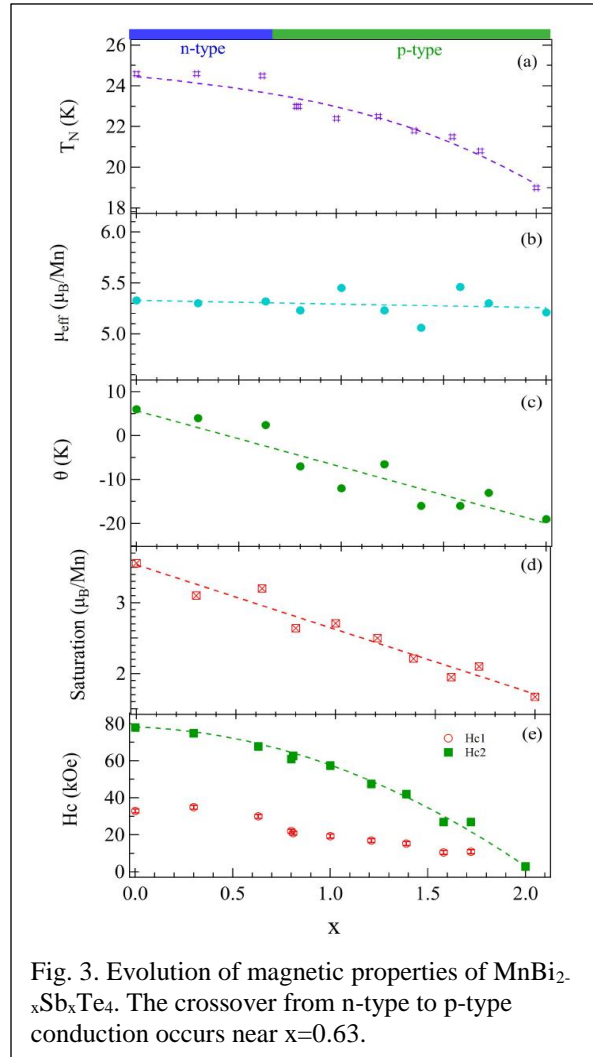 n-type p-type
(a)
26
24
22
20
18
T_N (K)
(b)
6.0
5.5
5.0
μ_eff (μ_B/Mn)
(c)
10
0
-10
-20
θ (K)
(d)
3
2
Saturation (μ_B/Mn)
(e)
Hc1
Hc2
80
60
40
20
0
Hc (kOe)
0.0 0.5 1.0 1.5 2.0
x
Fig. 3. Evolution of magnetic properties of MnBi₂₋
ₓSbₓTe₄. The crossover from n-type to p-type
conduction occurs near x=0.63.